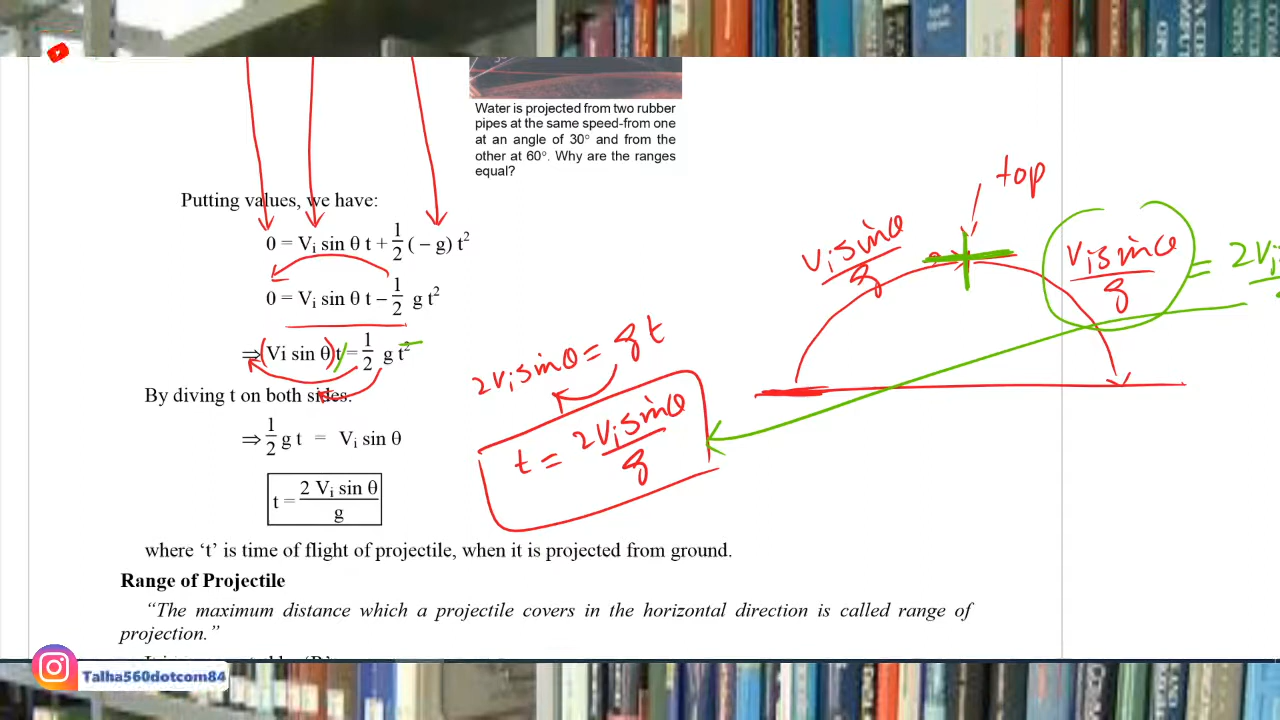 Water is projected from two rubber
pipes at the same speed-from one
at an angle of 30° and from the
other at 60°. Why are the ranges
equal?
Putting values, we have:
0 = Vi sin θ t + 1/2 (– g) t²
0 = Vi sin θ t – 1/2 g t²
⇒ (Vi sin θ) t = 1/2 g t²
By diving t on both sides.
⇒ 1/2 g t = Vi sin θ
t = 2 Vi sin θ / g
where ‘t’ is time of flight of projectile, when it is projected from ground.
Range of Projectile
“The maximum distance which a projectile covers in the horizontal direction is called range of
projection.”
top
Vi sinθ / g
Vi sinθ / g = 2Vi
2Vi sinθ = g t
t = 2Vi sinθ / g
Talha560dotcom84